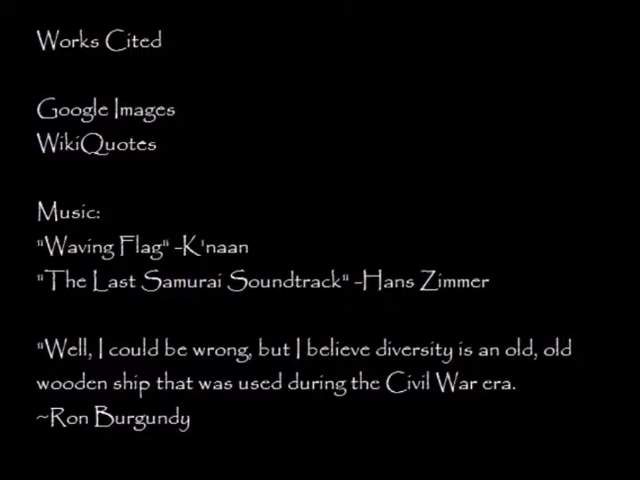 Works Cited
Google Images
WikiQuotes
Music:
"Waving Flag" -K'naan
"The Last Samurai Soundtrack" -Hans Zimmer
"Well, I could be wrong, but I believe diversity is an old, old
wooden ship that was used during the Civil War era.
~Ron Burgundy